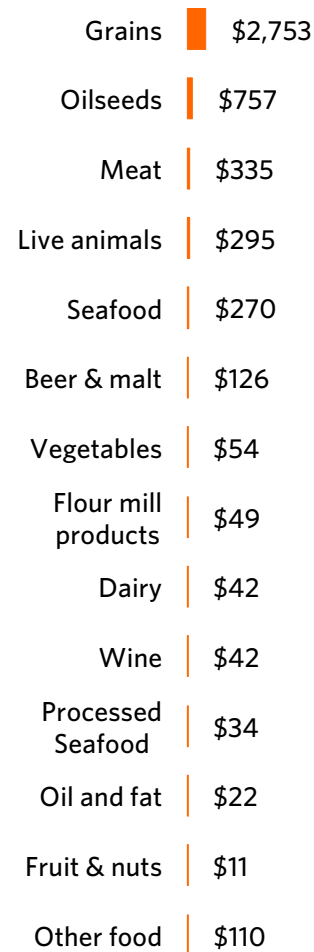 Grains $2,753
Oilseeds $757
Meat $335
Live animals $295
Seafood $270
Beer & malt $126
Vegetables $54
Flour mill
products $49
Dairy $42
Wine $42
Processed
Seafood $34
Oil and fat $22
Fruit & nuts $11
Other food $110